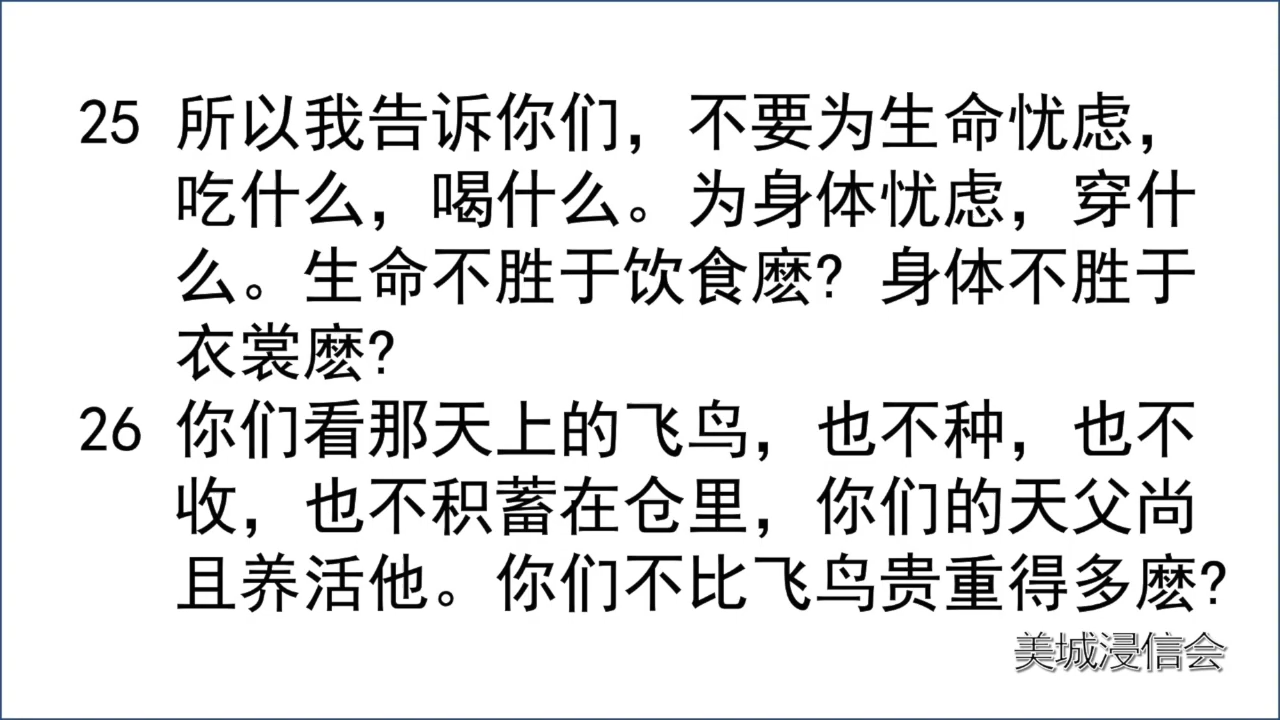 25 所以我告诉你们，不要为生命忧虑，
吃什么，喝什么。为身体忧虑，穿什
么。生命不胜于饮食麽？身体不胜于
衣裳麽？
26 你们看那天上的飞鸟，也不种，也不
收，也不积蓄在仓里，你们的天父尚
且养活他。你们不比飞鸟贵重得多麽？
美城浸信会